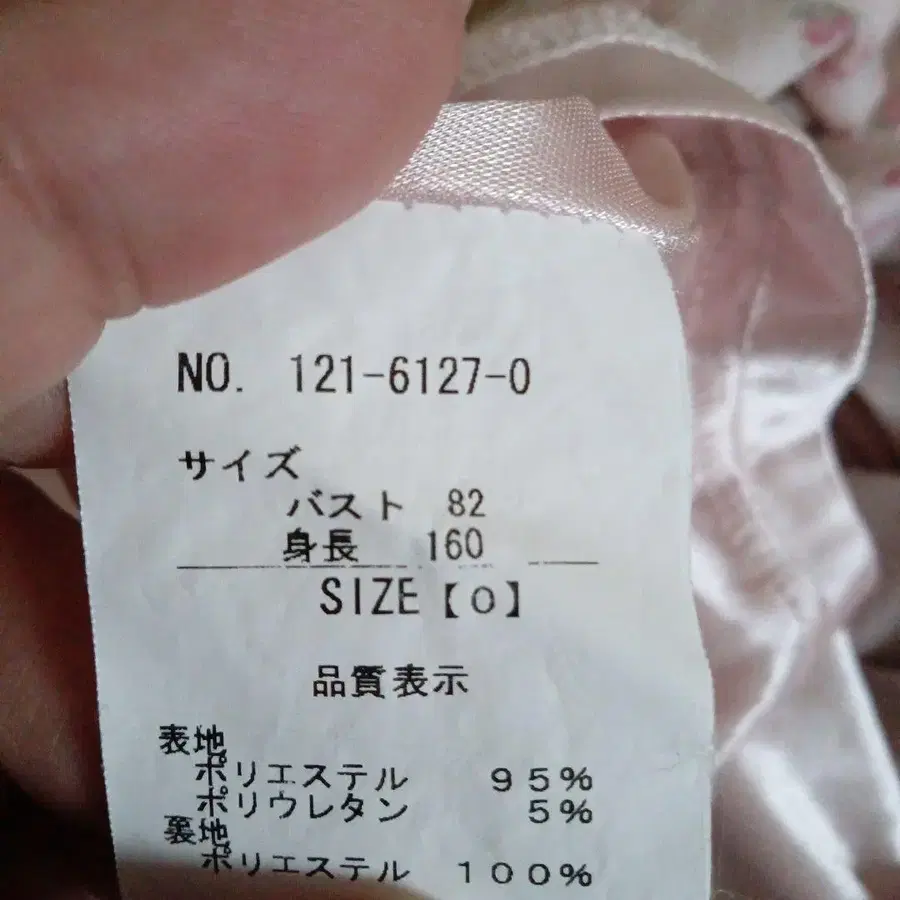 NO. 121-6127-0
サイズ
バスト 82
身長 160
SIZE【0】
品質表示
表地
ポリエステル 95%
ポリウレタン 5%
裏地
ポリエステル 100%